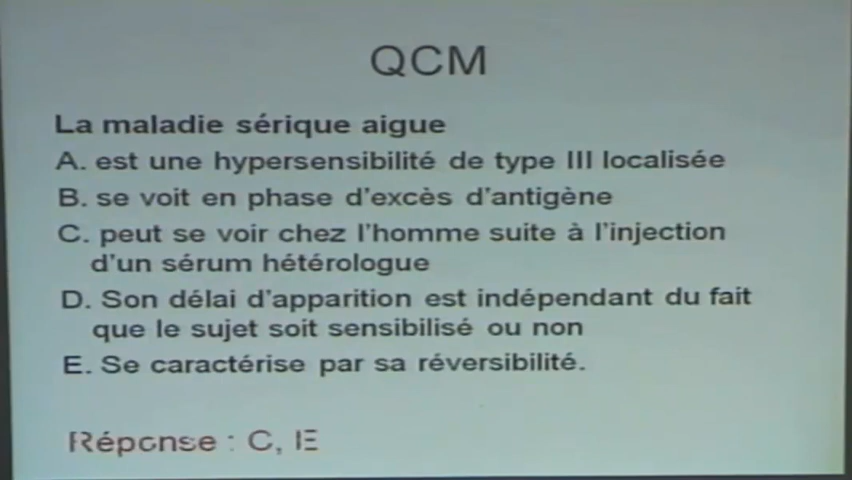 QCM
La maladie sérique aigue
A. est une hypersensibilité de type III localisée
B. se voit en phase d'excès d'antigène
C. peut se voir chez l'homme suite à l'injection
d'un sérum hétérologue
D. Son délai d'apparition est indépendant du fait
que le sujet soit sensibilisé ou non
E. Se caractérise par sa réversibilité.
Réponse : C, E